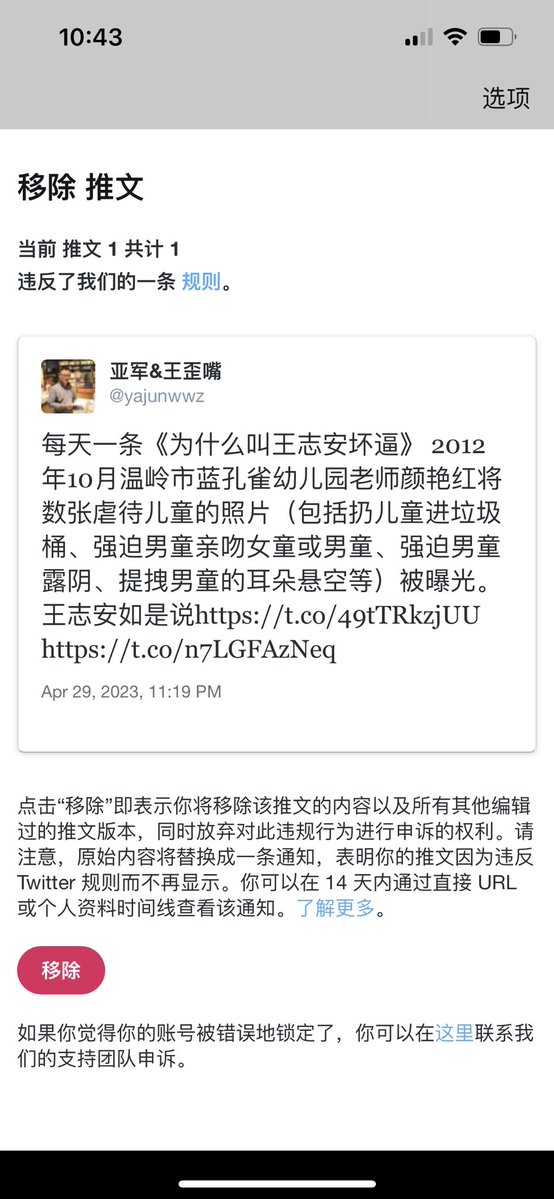 10:43
选项
移除 推文
当前 推文 1 共计 1
违反了我们的一条 规则。
亚军&王歪嘴
@yajunwwz
每天一条《为什么叫王志安坏逼》 2012
年10月温岭市蓝孔雀幼儿园老师颜艳红将
数张虐待儿童的照片（包括扔儿童进垃圾
桶、强迫男童亲吻女童或男童、强迫男童
露阴、提拽男童的耳朵悬空等）被曝光。
王志安如是说https://t.co/49tTRkzjUU
https://t.co/n7LGFAzNeq
Apr 29, 2023, 11:19 PM
点击“移除”即表示你将移除该推文的内容以及所有其他编辑
过的推文版本，同时放弃对此违规行为进行申诉的权利。请
注意，原始内容将替换成一条通知，表明你的推文因为违反
Twitter 规则而不再显示。你可以在 14 天内通过直接 URL
或个人资料时间线查看该通知。了解更多。
移除
如果你觉得你的账号被错误地锁定了，你可以在这里联系我
们的支持团队申诉。